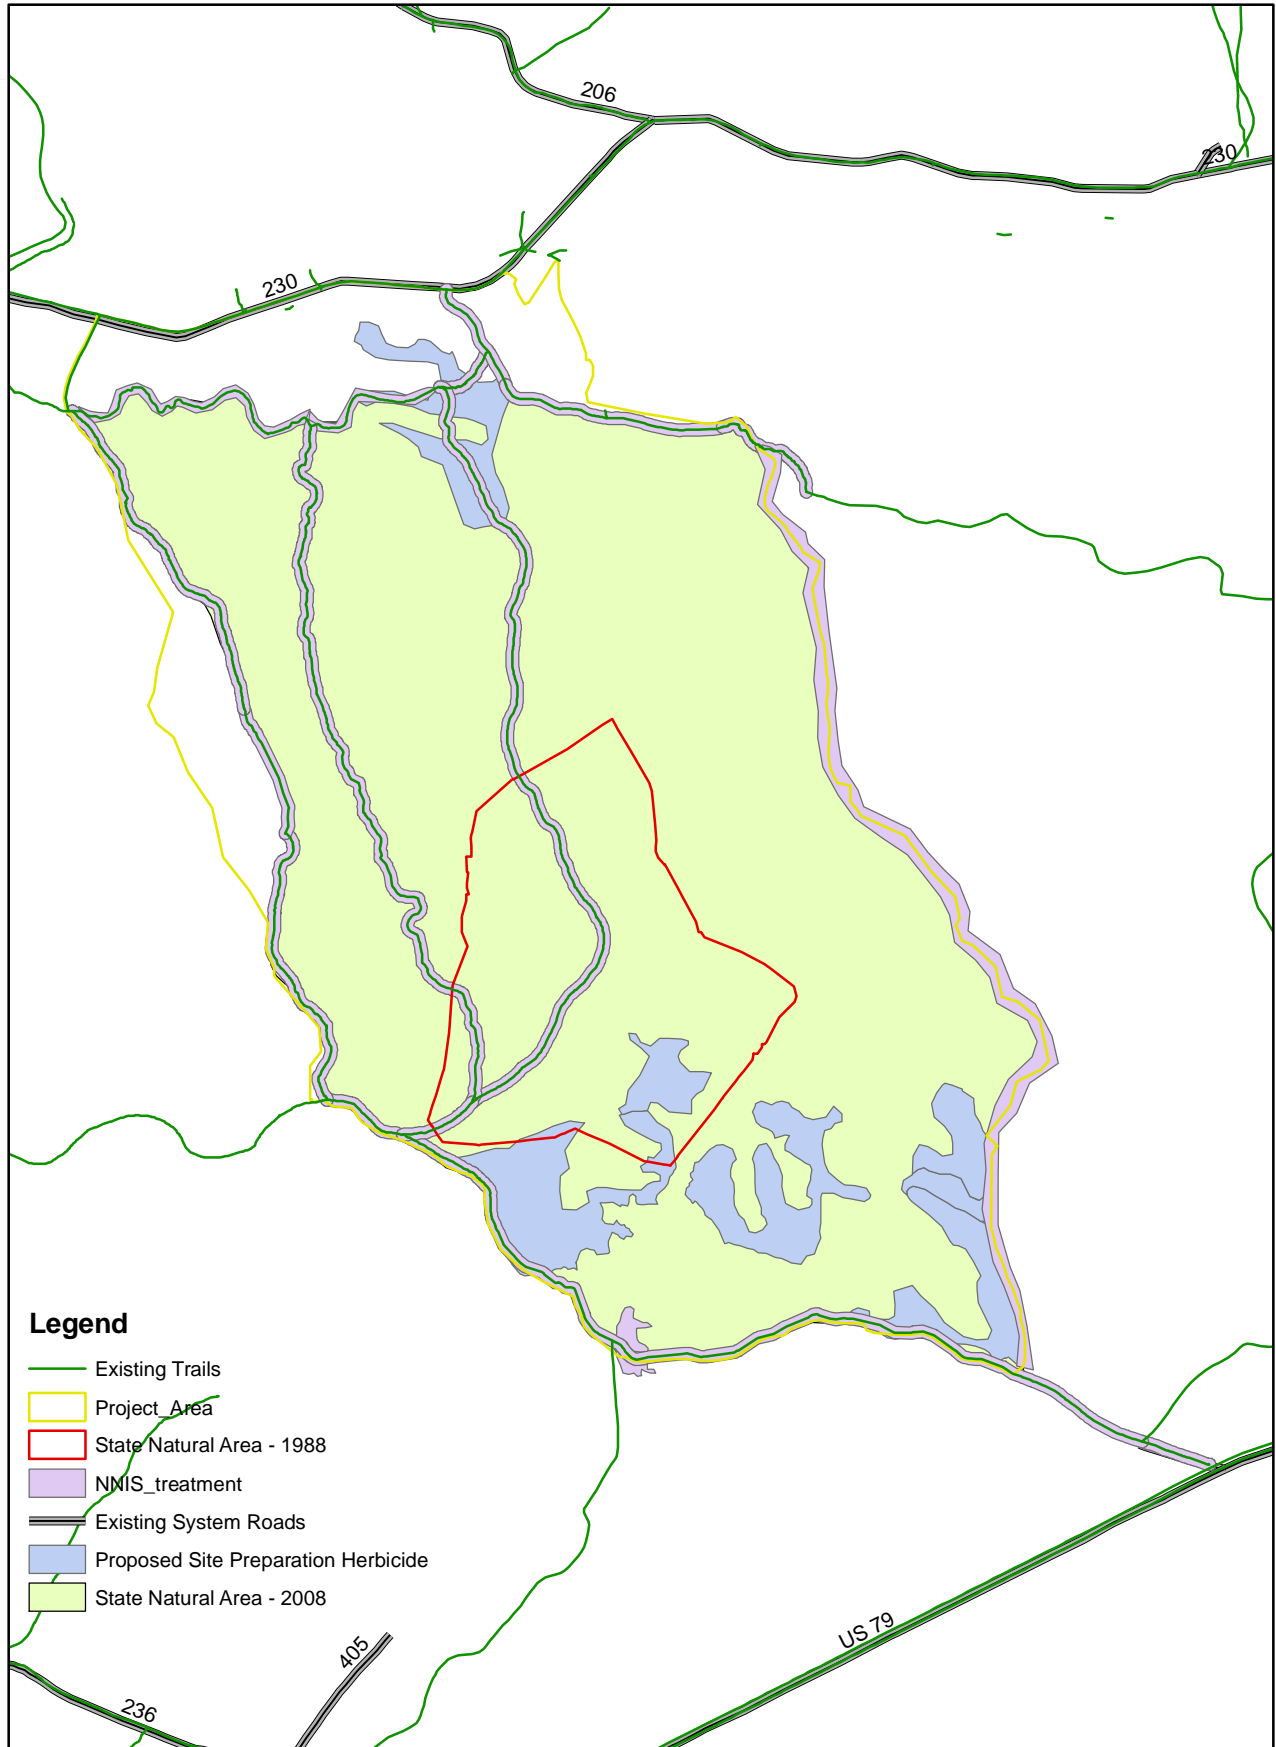 206
230
230
Legend
Existing Trails
Project_Area
State Natural Area - 1988
NNIS_treatment
Existing System Roads
Proposed Site Preparation Herbicide
State Natural Area - 2008
US 79
405
236